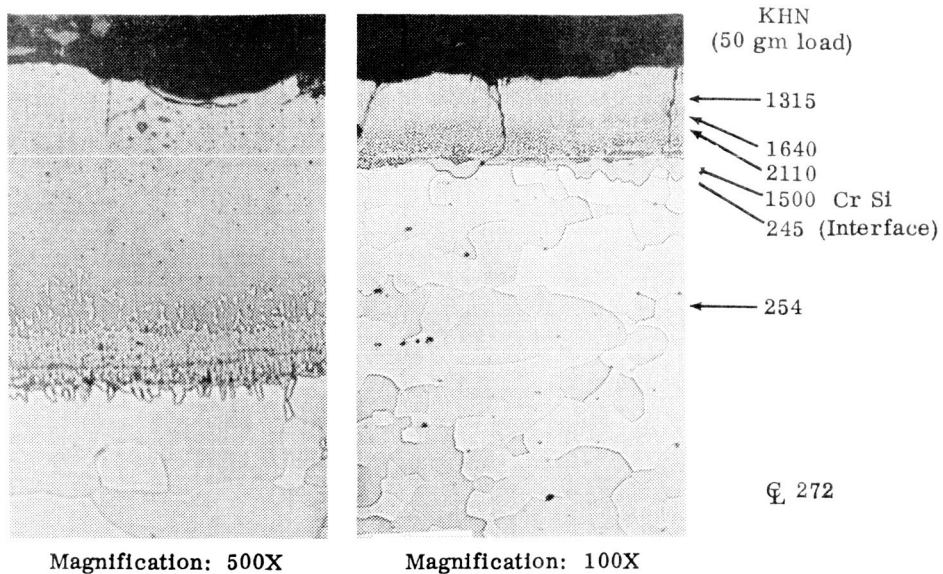 KHN
(50 gm load)
1315
1640
2110
1500 Cr Si
245 (Interface)
254
℄ 272
Magnification: 500X
Magnification: 100X